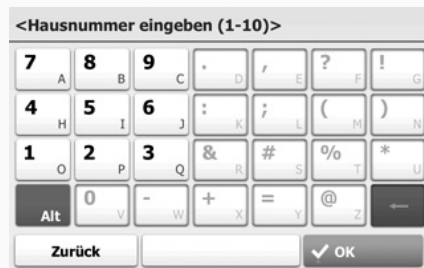 <Hausnummer eingeben (1-10)>
7 A 8 B 9 C . D , E ? F ! G
4 H 5 I 6 J : K ; L ( M ) N
1 O 2 P 3 Q & R # S % T * U
Alt 0 V - W + X = Y @ Z ←
Zurück ✓ OK